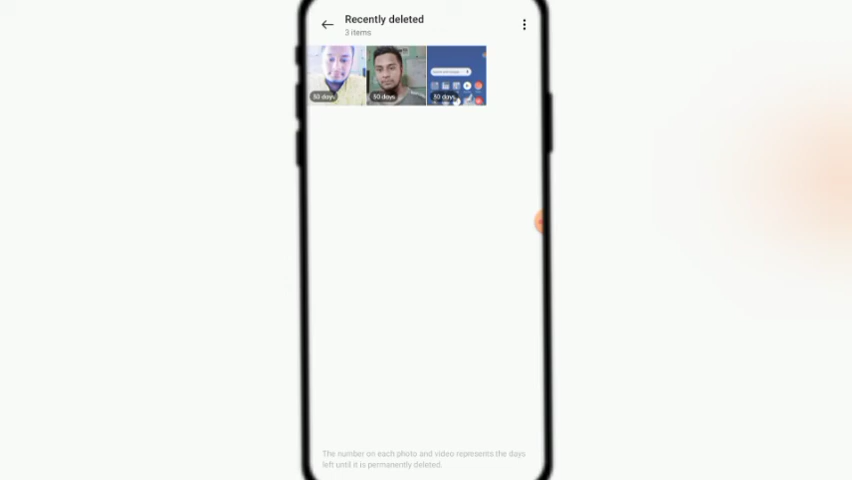 Recently deleted
3 items
50 days
50 days
50 days
The number on each photo and video represents the days
left until it is permanently deleted.